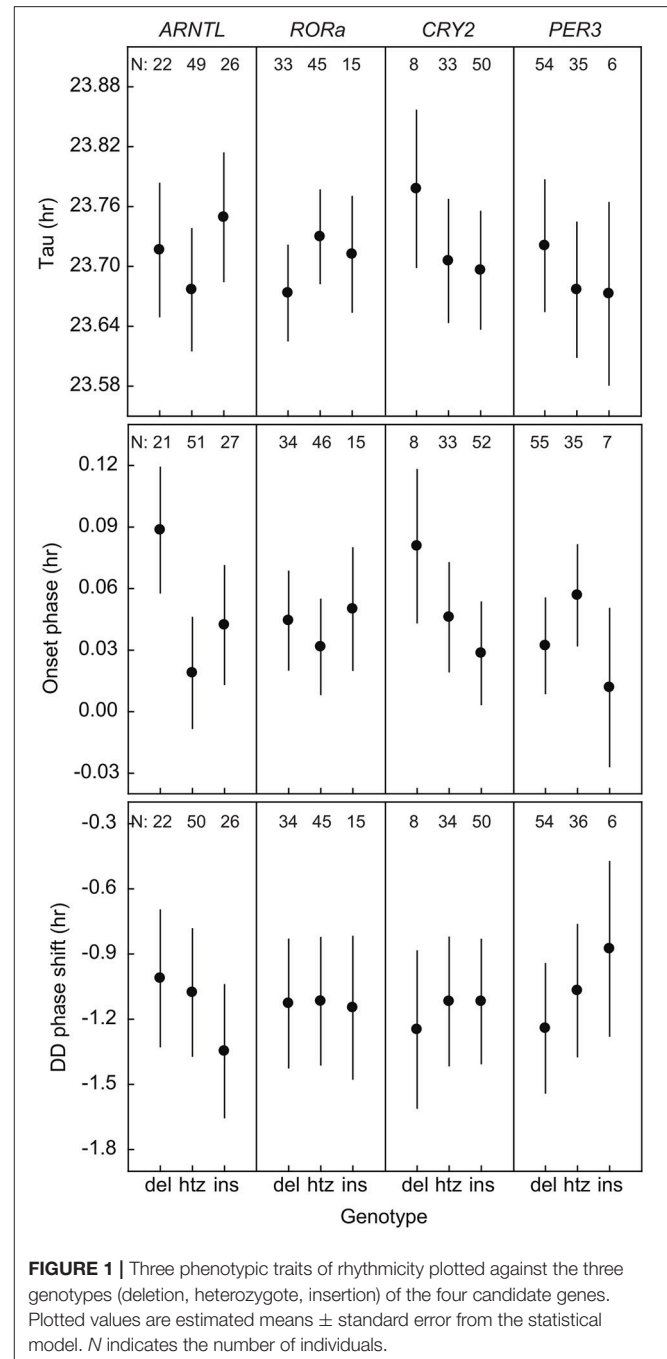 ARNTL RORa CRY2 PER3
N: 22 49 26 33 45 15 8 33 50 54 35 6
23.88
23.82
23.76
23.70
23.64
23.58
Tau (hr)
N: 21 51 27 34 46 15 8 33 52 55 35 7
0.12
0.09
0.06
0.03
0.00
-0.03
Onset phase (hr)
N: 22 50 26 34 45 15 8 34 50 54 36 6
-0.3
-0.6
-0.9
-1.2
-1.5
-1.8
DD phase shift (hr)
del htz ins del htz ins del htz ins del htz ins
Genotype
FIGURE 1 | Three phenotypic traits of rhythmicity plotted against the three
genotypes (deletion, heterozygote, insertion) of the four candidate genes.
Plotted values are estimated means ± standard error from the statistical
model. N indicates the number of individuals.